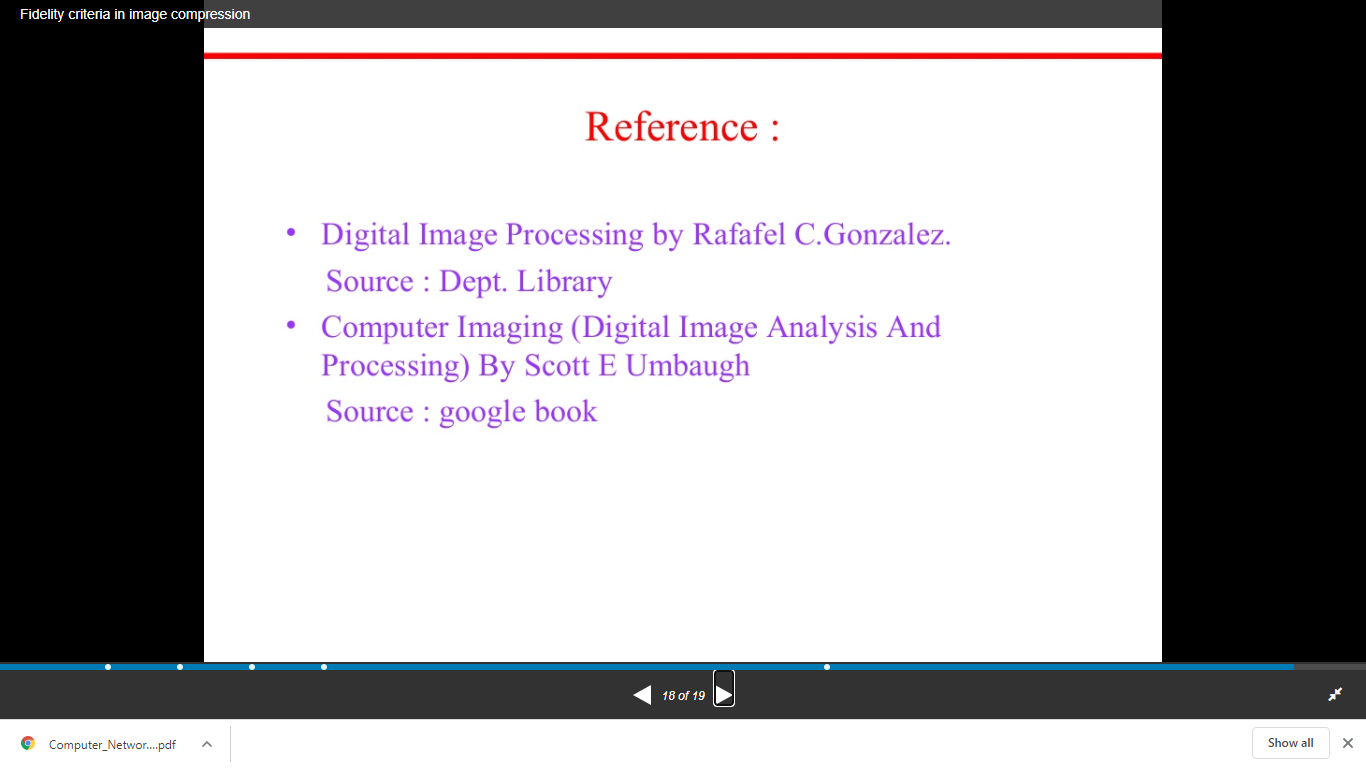 Fidelity criteria in image compression
Reference :
• Digital Image Processing by Rafafel C.Gonzalez.
Source : Dept. Library
• Computer Imaging (Digital Image Analysis And
Processing) By Scott E Umbaugh
Source : google book
18 of 19
Computer_Networ....pdf
Show all